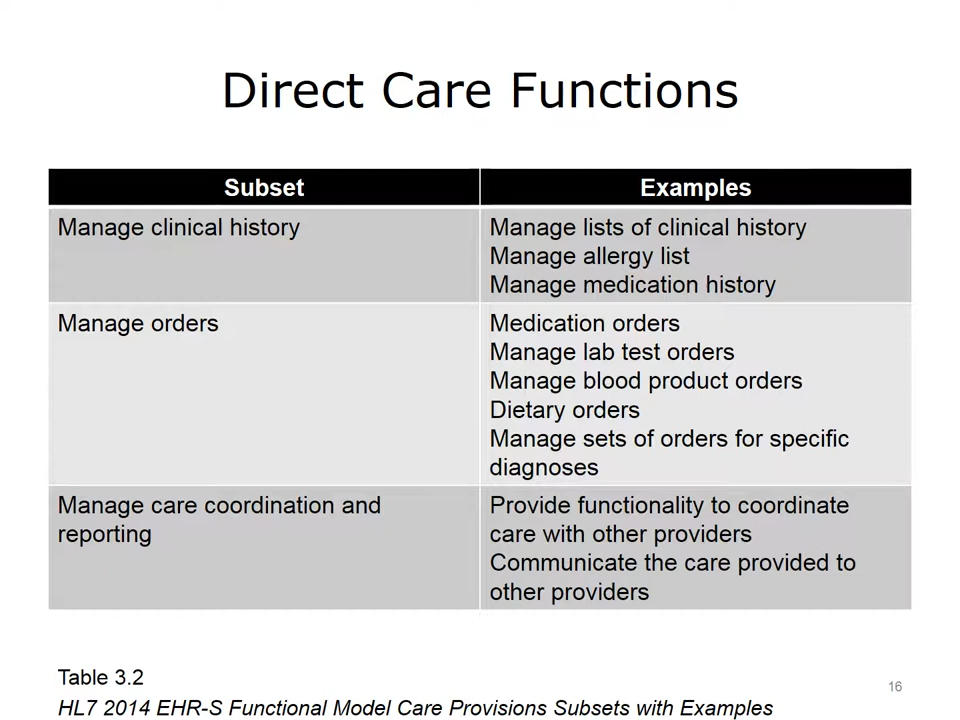 Direct Care Functions
Subset
Examples
Manage clinical history
Manage lists of clinical history
Manage allergy list
Manage medication history
Manage orders
Medication orders
Manage lab test orders
Manage blood product orders
Dietary orders
Manage sets of orders for specific
diagnoses
Manage care coordination and
reporting
Provide functionality to coordinate
care with other providers
Communicate the care provided to
other providers
Table 3.2
HL7 2014 EHR-S Functional Model Care Provisions Subsets with Examples
16